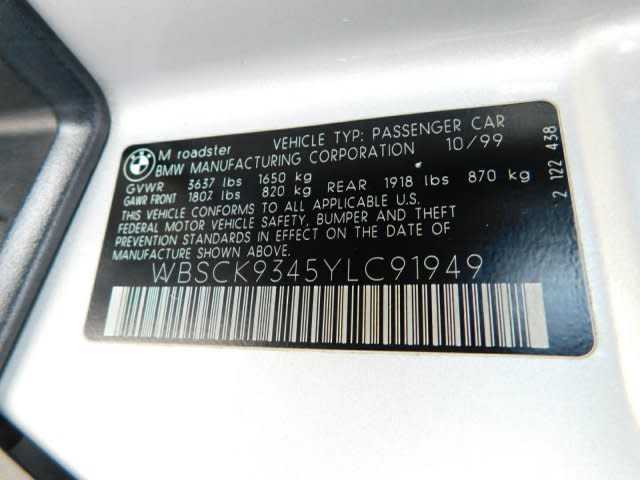 BMW
M roadster VEHICLE TYP: PASSENGER CAR
BMW MANUFACTURING CORPORATION 10/99
GVWR 3637 lbs 1650 kg
GAWR FRONT 1807 lbs 820 kg REAR 1918 lbs 870 kg
THIS VEHICLE CONFORMS TO ALL APPLICABLE U.S.
FEDERAL MOTOR VEHICLE SAFETY, BUMPER AND THEFT
PREVENTION STANDARDS IN EFFECT ON THE DATE OF
MANUFACTURE SHOWN ABOVE.
WBSCK9345YLC91949
2 122 438